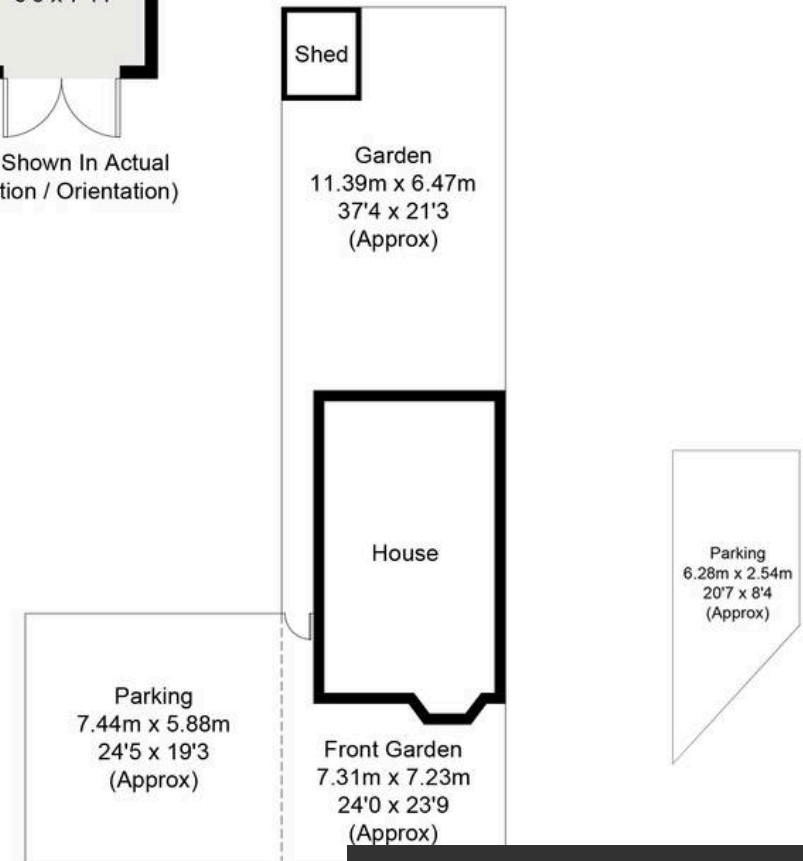 Shown In Actual
/ Orientation)
Shed
Garden
11.39m x 6.47m
37'4 x 21'3
(Approx)
House
Parking
6.28m x 2.54m
20'7 x 8'4
(Approx)
Parking
7.44m x 5.88m
24'5 x 19'3
(Approx)
Front Garden
7.31m x 7.23m
24'0 x 23'9
(Approx)